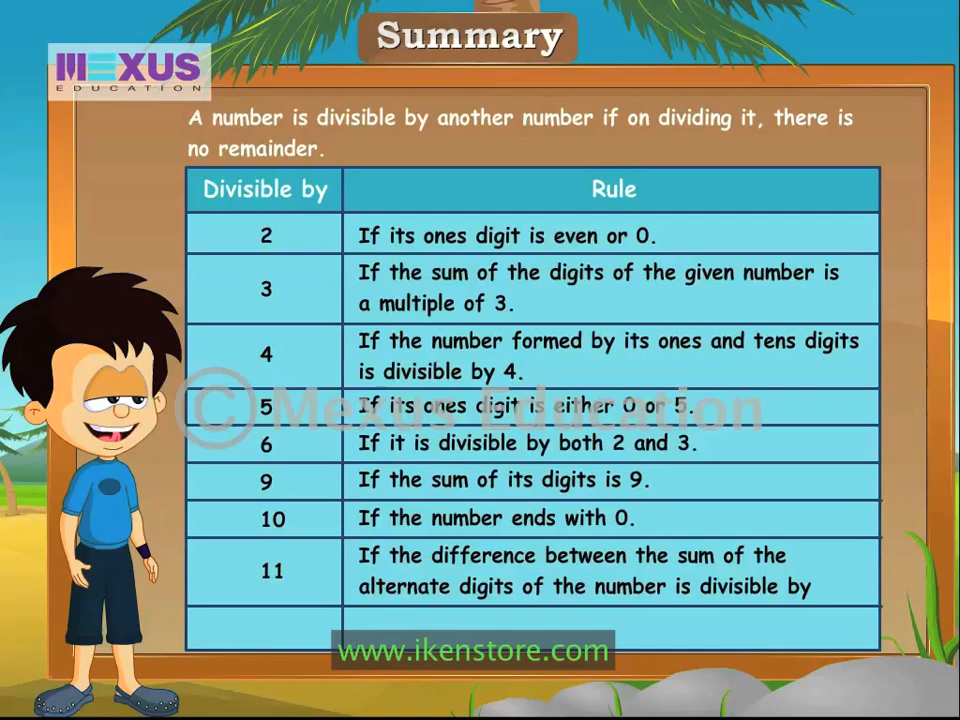 Summary
MEXUS
EDUCATION
A number is divisible by another number if on dividing it, there is
no remainder.
Divisible by Rule
2 If its ones digit is even or 0.
3 If the sum of the digits of the given number is
a multiple of 3.
4 If the number formed by its ones and tens digits
is divisible by 4.
5 If its ones digit is either 0 or 5.
© Mexus Education
6 If it is divisible by both 2 and 3.
9 If the sum of its digits is 9.
10 If the number ends with 0.
11 If the difference between the sum of the
alternate digits of the number is divisible by
www.ikenstore.com